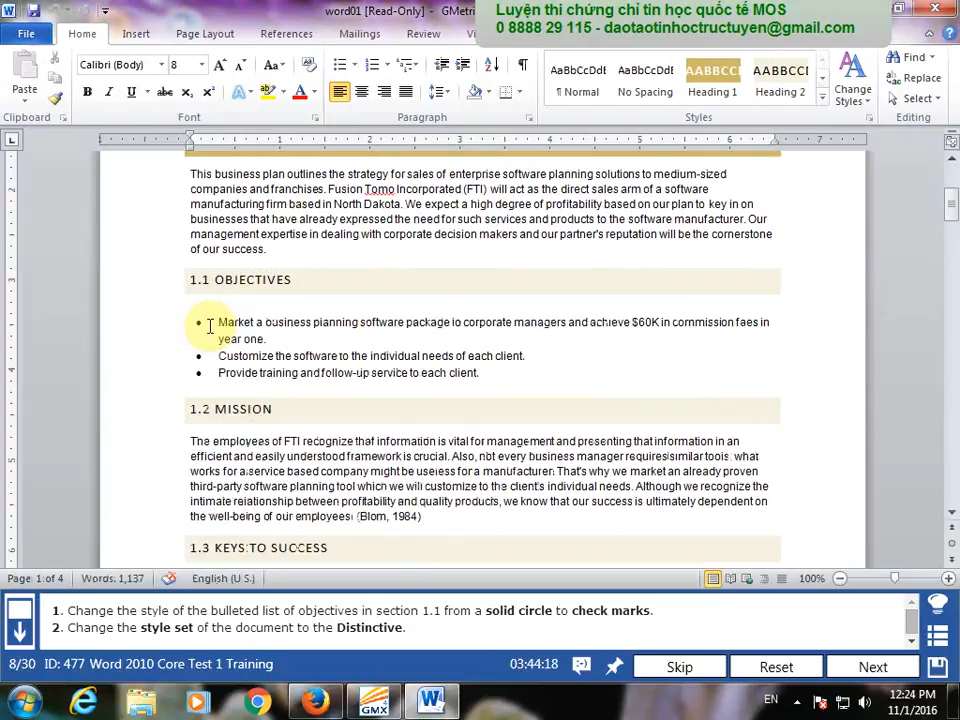 word01 [Read-Only] - GMetri
Luyện thi chứng chỉ tin học quốc tế MOS
0 8888 29 115 - daotaotinhoctructuyen@gmail.com
File Home Insert Page Layout References Mailings Review
Calibri (Body) 8
Paste
Clipboard Font Paragraph Styles Editing
AaBbCcDdE AaBbCcDdE AABBCCI AABBCCI
¶ Normal No Spacing Heading 1 Heading 2
Change Styles
Find
Replace
Select
1 1 2 3 4 5 6 7
This business plan outlines the strategy for sales of enterprise software planning solutions to medium-sized
companies and franchises. Fusion Tomo Incorporated (FTI) will act as the direct sales arm of a software
manufacturing firm based in North Dakota. We expect a high degree of profitability based on our plan to key in on
businesses that have already expressed the need for such services and products to the software manufacturer. Our
management expertise in dealing with corporate decision makers and our partner's reputation will be the cornerstone
of our success.
1.1 OBJECTIVES
• Market a business planning software package to corporate managers and achieve $60K in commission fees in
year one.
• Customize the software to the individual needs of each client.
• Provide training and follow-up service to each client.
1.2 MISSION
The employees of FTI recognize that information is vital for management and presenting that information in an
efficient and easily understood framework is crucial. Also, not every business manager requires similar tools; what
works for a service based company might be useless for a manufacturer. That's why we market an already proven
third-party software planning tool which we will customize to the client's individual needs. Although we recognize the
intimate relationship between profitability and quality products, we know that our success is ultimately dependent on
the well-being of our employees (Blom, 1984)
1.3 KEYS TO SUCCESS
Page: 1 of 4 Words: 1,137 English (U.S.) 100%
1. Change the style of the bulleted list of objectives in section 1.1 from a solid circle to check marks.
2. Change the style set of the document to the Distinctive.
8/30 ID: 477 Word 2010 Core Test 1 Training 03:44:18 Skip Reset Next
EN 12:24 PM
11/1/2016